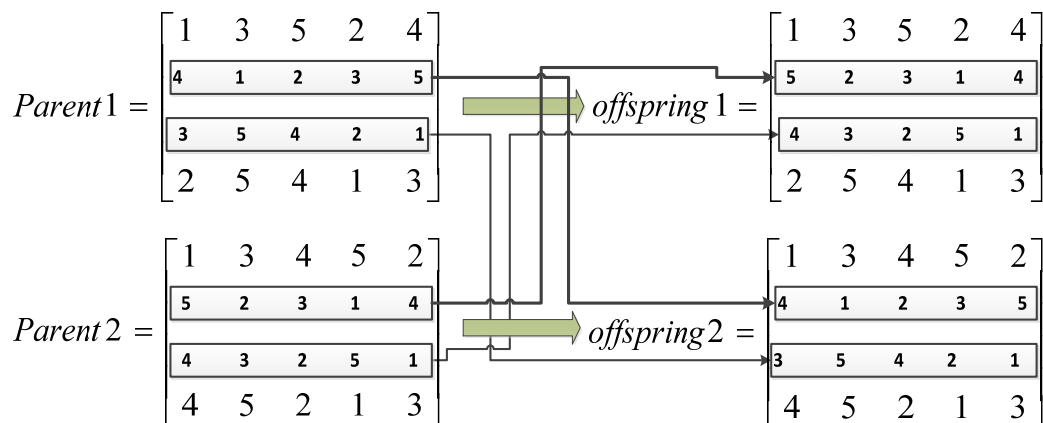 1 3 5 2 4
4 1 2 3 5
Parent1 =
3 5 4 2 1
2 5 4 1 3
1 3 5 2 4
5 2 3 1 4
offspring 1 =
4 3 2 5 1
2 5 4 1 3
1 3 4 5 2
5 2 3 1 4
Parent 2 =
4 3 2 5 1
4 5 2 1 3
1 3 4 5 2
4 1 2 3 5
offspring2 =
3 5 4 2 1
4 5 2 1 3